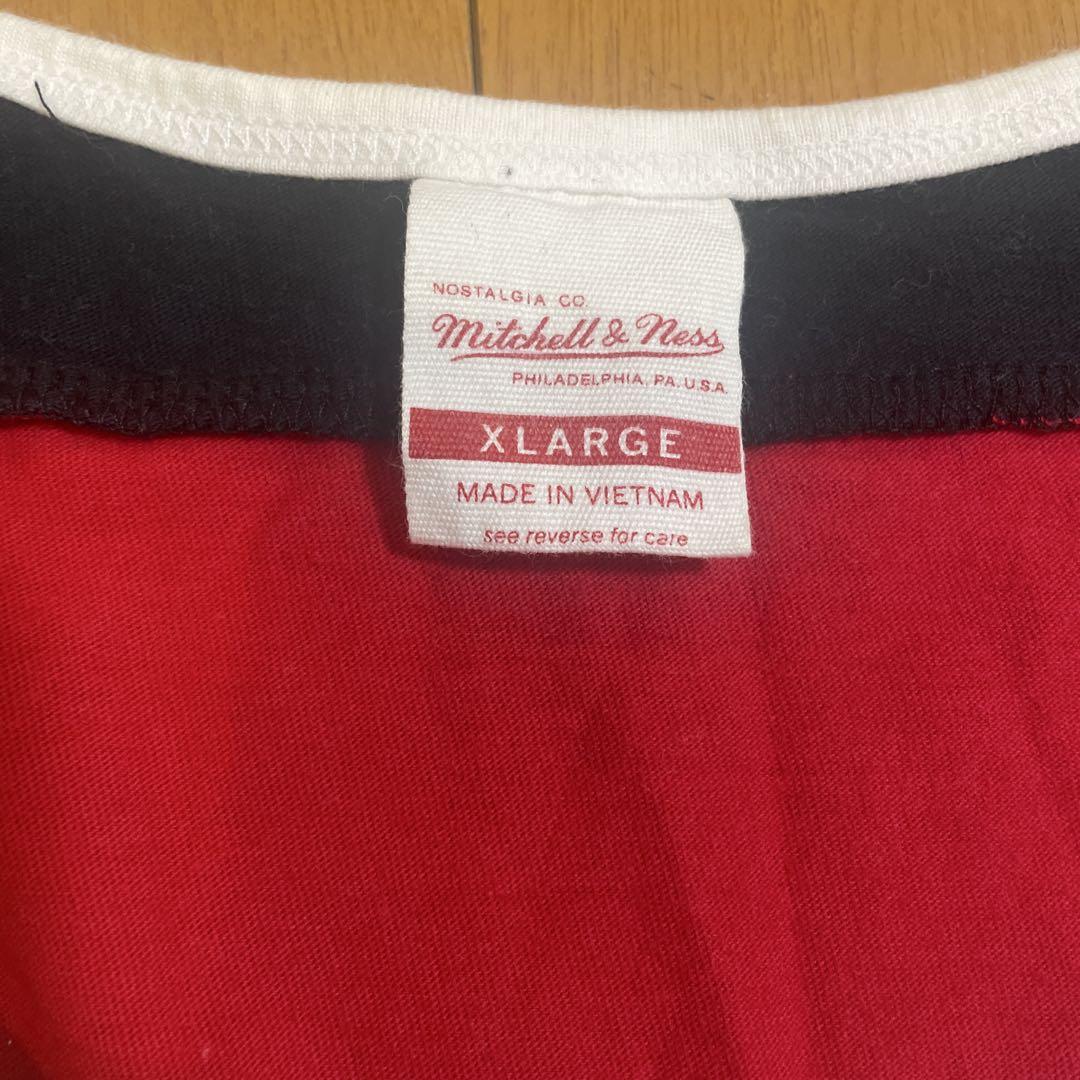 NOSTALGIA CO.
Mitchell & Ness
PHILADELPHIA, PA. U.S.A.
XLARGE
MADE IN VIETNAM
see reverse for care